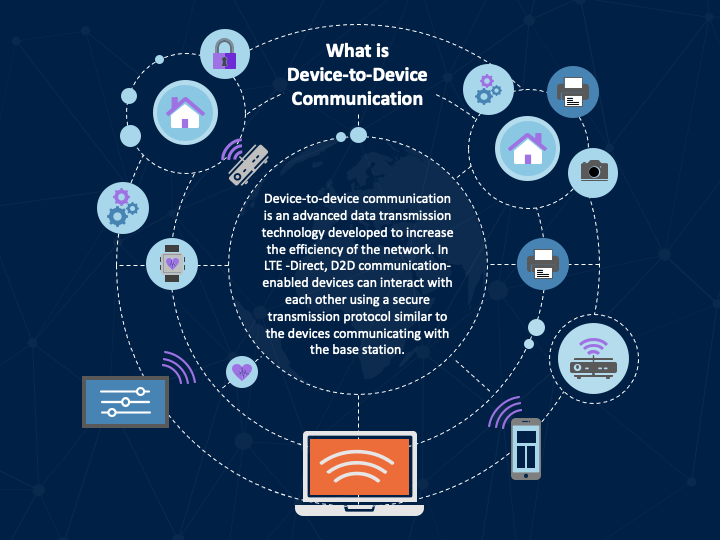 What is
Device-to-Device
Communication
Device-to-device communication
is an advanced data transmission
technology developed to increase
the efficiency of the network. In
LTE -Direct, D2D communication-
enabled devices can interact with
each other using a secure
transmission protocol similar to
the devices communicating with
the base station.